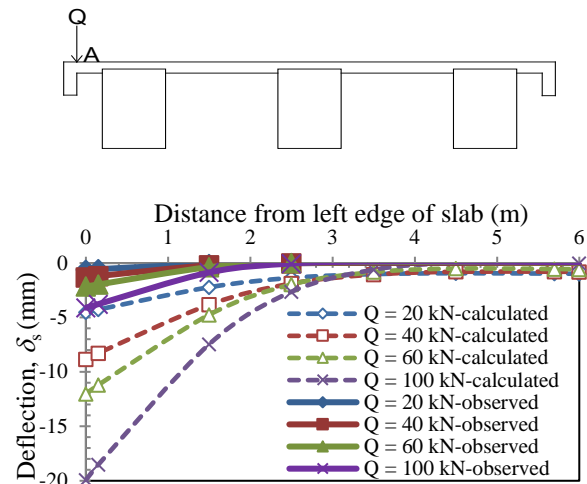 Q
A
Distance from left edge of slab (m)
0 1 2 3 4 5 6
0
-5
-10
-15
-20
Deflection, δs (mm)
Q = 20 kN-calculated
Q = 40 kN-calculated
Q = 60 kN-calculated
Q = 100 kN-calculated
Q = 20 kN-observed
Q = 40 kN-observed
Q = 60 kN-observed
Q = 100 kN-observed